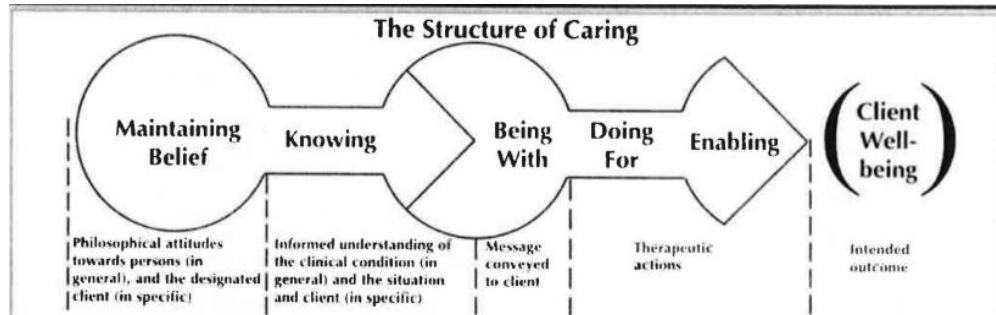 The Structure of Caring
Maintaining
Belief
Knowing
Being
With
Doing
For
Enabling
Client
Well-
being
Philosophical attitudes
towards persons (in
general), and the designated
client (in specific)
Informed understanding of
the clinical condition (in
general) and the situation
and client (in specific)
Message
conveyed
to client
Therapeutic
actions
Intended
outcome